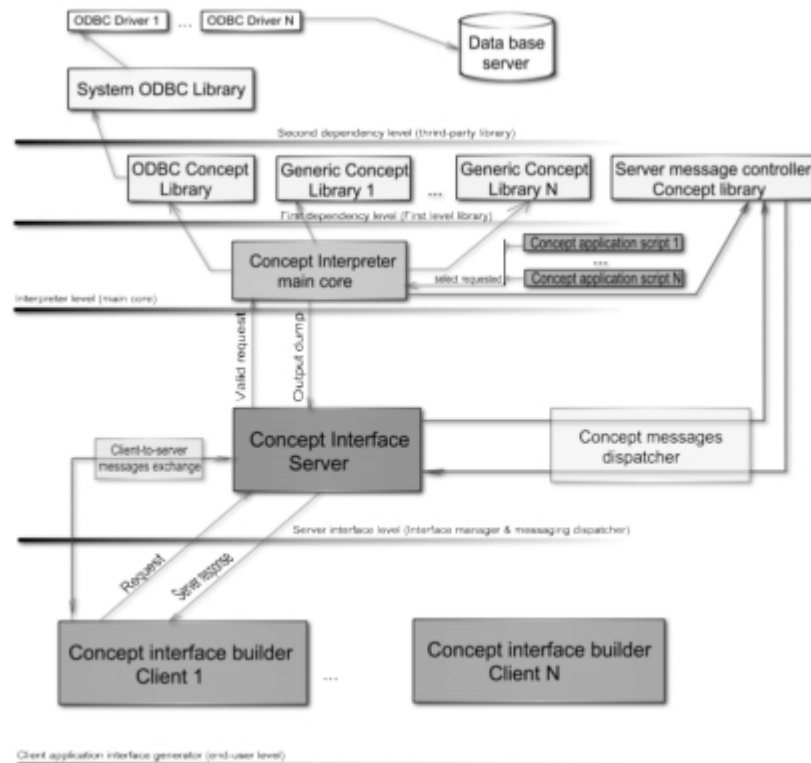 ODBC Driver 1
...
ODBC Driver N
Data base
server
System ODBC Library
Second dependency level (thrird-party library)
ODBC Concept
Library
Generic Concept
Library 1
...
Generic Concept
Library N
Server message controller
Concept library
First dependency level (First level library)
Concept Interpreter
main core
Concept application script 1
....
select requested
Concept application script N
Interpreter level (main core)
Valid request
Output dump
Client-to-server
messages exchange
Concept Interface
Server
Concept messages
dispatcher
Server interface level (Interface manager & messaging dispatcher)
Request
Server response
Concept interface builder
Client 1
...
Concept interface builder
Client N
Client application interface generator (end-user level)